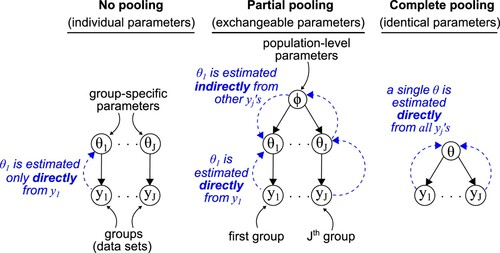 No pooling
(individual parameters)
group-specific
parameters
θ1
θJ
θ1 is estimated
only directly
from y1
y1
. . .
yJ
groups
(data sets)
Partial pooling
(exchangeable parameters)
population-level
parameters
θ1 is estimated
indirectly from
other yj's
ϕ
θ1
. . .
θJ
θ1 is
estimated
directly
from y1
y1
. . .
yJ
first group
Jth group
Complete pooling
(identical parameters)
a single θ is
estimated
directly
from all yj's
θ
y1
. . .
yJ